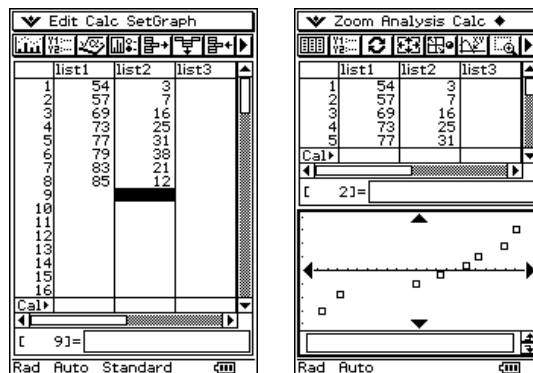 Edit Calc SetGraph
list1 list2 list3
1 54 3
2 57 7
3 69 16
4 73 25
5 77 31
6 79 38
7 83 21
8 85 12
9
10
11
12
13
14
15
16
Cal
[ 9]=
Rad Auto Standard
Zoom Analysis Calc
list1 list2 list3
1 54 3
2 57 7
3 69 16
4 73 25
5 77 31
Cal
[ 2]=
Rad Auto